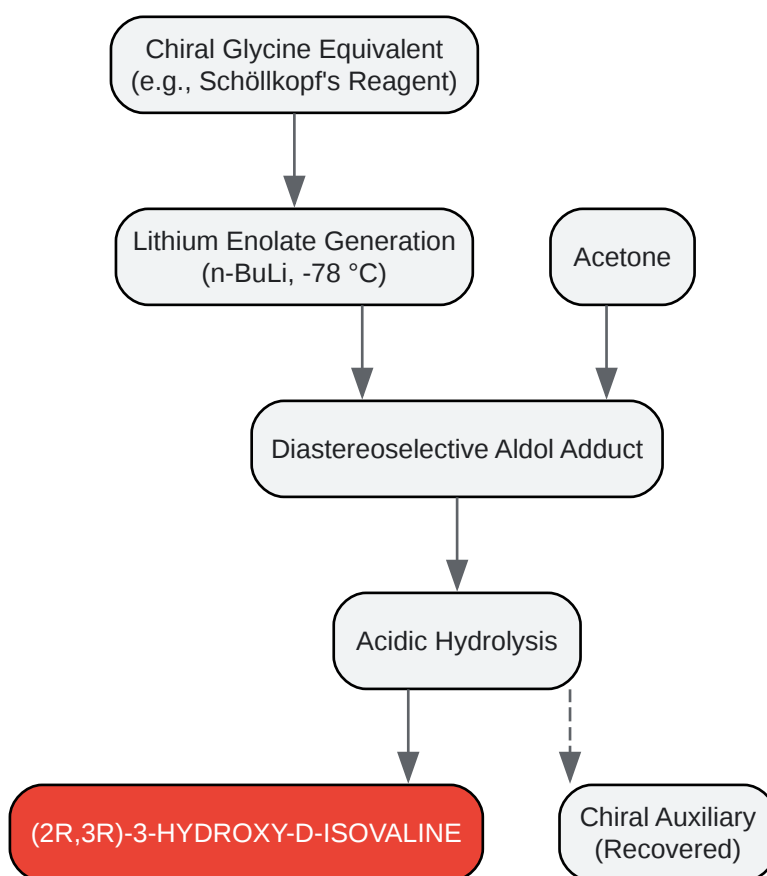 Chiral Glycine Equivalent
(e.g., Schöllkopf's Reagent)
Lithium Enolate Generation
(n-BuLi, -78 °C)
Acetone
Diastereoselective Aldol Adduct
Acidic Hydrolysis
(2R,3R)-3-HYDROXY-D-ISOVALINE
Chiral Auxiliary
(Recovered)